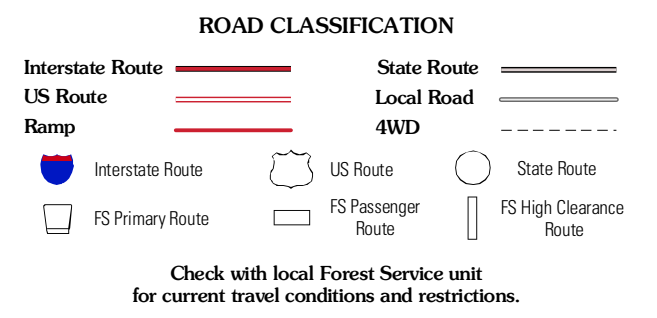 ROAD CLASSIFICATION
Interstate Route
State Route
US Route
Local Road
Ramp
4WD
Interstate Route
US Route
State Route
FS Primary Route
FS Passenger
Route
FS High Clearance
Route
Check with local Forest Service unit
for current travel conditions and restrictions.